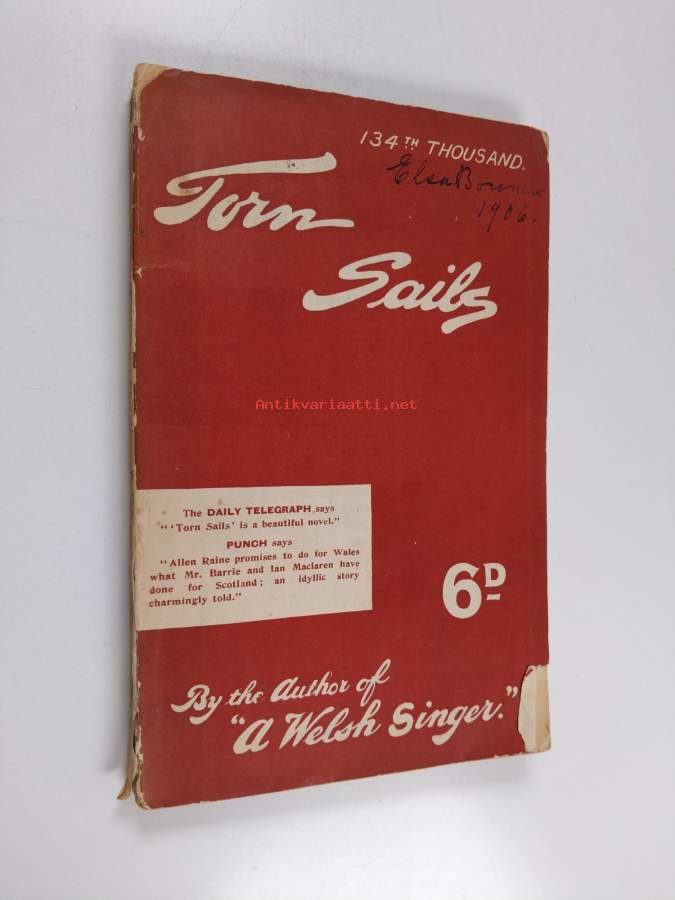 134TH THOUSAND.
Elsa
1906.
Torn
Sails
Antikvariaatti.net
The DAILY TELEGRAPH says
"'Torn Sails' is a beautiful novel."
PUNCH says
"Allen Raine promises to do for Wales
what Mr. Barrie and Ian Maclaren have
done for Scotland; an idyllic story
charmingly told."
6D
By the Author of
"A Welsh Singer."